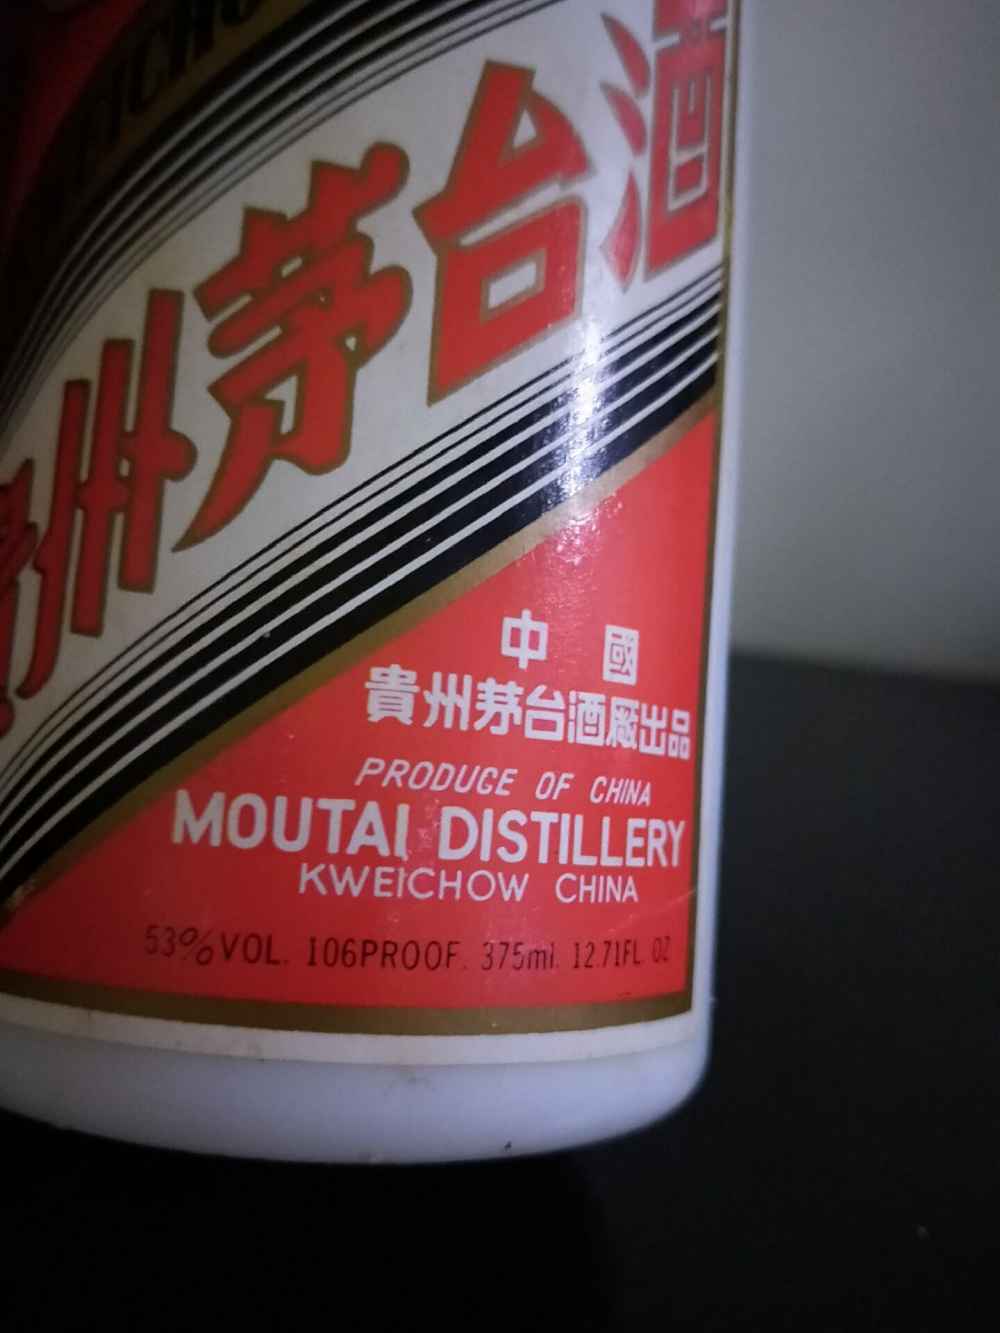 貴州茅台酒
中國
貴州茅台酒廠出品
PRODUCE OF CHINA
MOUTAI DISTILLERY
KWEICHOW CHINA
53%VOL. 106PROOF. 375ml. 12.71FL. OZ